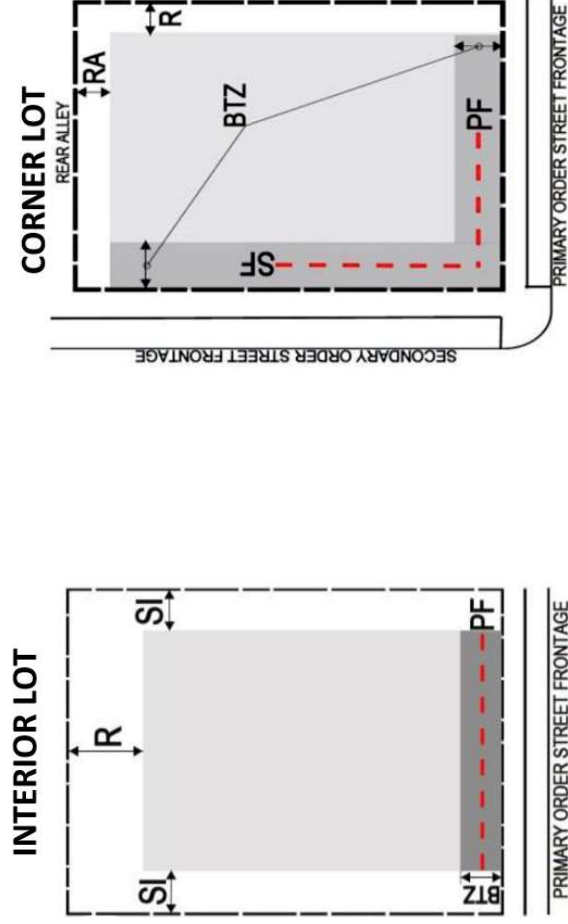 INTERIOR LOT
R
SI
SI
BTZ
PF
PRIMARY ORDER STREET FRONTAGE
CORNER LOT
REAR ALLEY
RA
R
BTZ
SF
PF
SECONDARY ORDER STREET FRONTAGE
PRIMARY ORDER STREET FRONTAGE